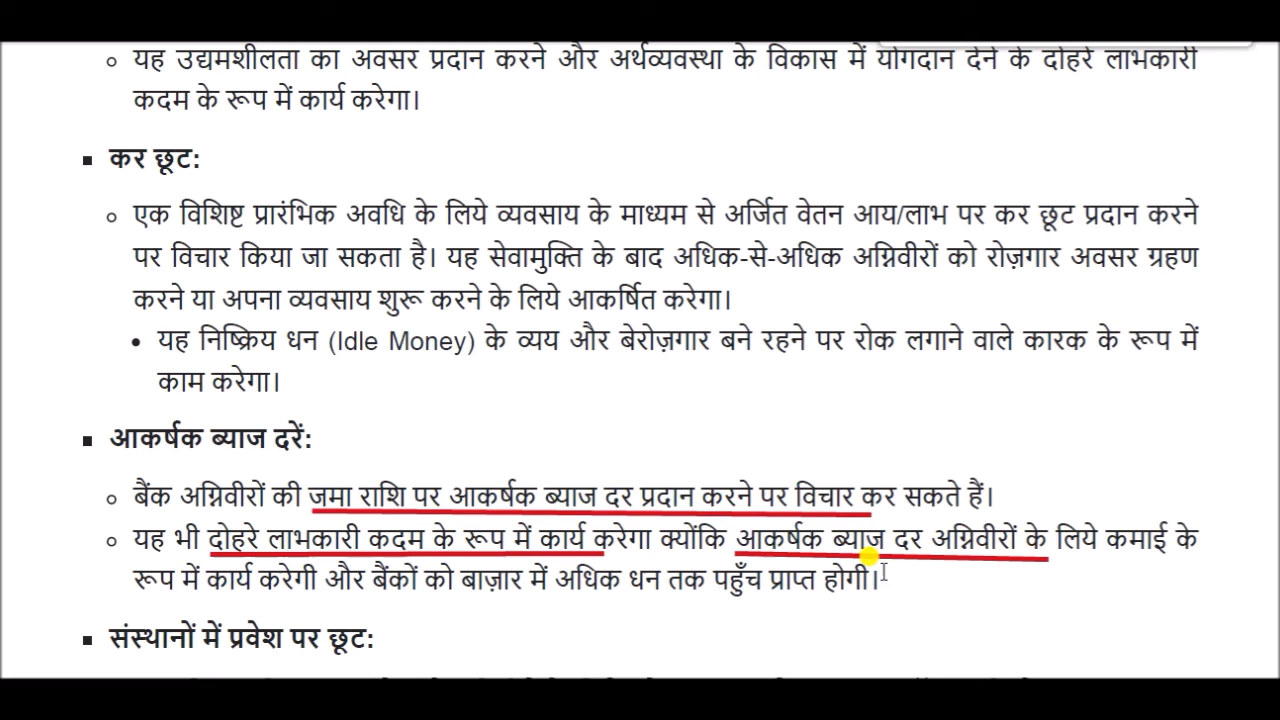 यह उद्यमशीलता का अवसर प्रदान करने और अर्थव्यवस्था के विकास में योगदान देने के दोहरे लाभकारी
कदम के रूप में कार्य करेगा।
कर छूट:
एक विशिष्ट प्रारंभिक अवधि के लिये व्यवसाय के माध्यम से अर्जित वेतन आय/लाभ पर कर छूट प्रदान करने
पर विचार किया जा सकता है। यह सेवामुक्ति के बाद अधिक-से-अधिक अग्निवीरों को रोज़गार अवसर ग्रहण
करने या अपना व्यवसाय शुरू करने के लिये आकर्षित करेगा।
यह निष्क्रिय धन (Idle Money) के व्यय और बेरोज़गार बने रहने पर रोक लगाने वाले कारक के रूप में
काम करेगा।
आकर्षक ब्याज दरें:
बैंक अग्निवीरों की जमा राशि पर आकर्षक ब्याज दर प्रदान करने पर विचार कर सकते हैं।
यह भी दोहरे लाभकारी कदम के रूप में कार्य करेगा क्योंकि आकर्षक ब्याज दर अग्निवीरों के लिये कमाई के
रूप में कार्य करेगी और बैंकों को बाज़ार में अधिक धन तक पहुँच प्राप्त होगी।
संस्थानों में प्रवेश पर छूट: